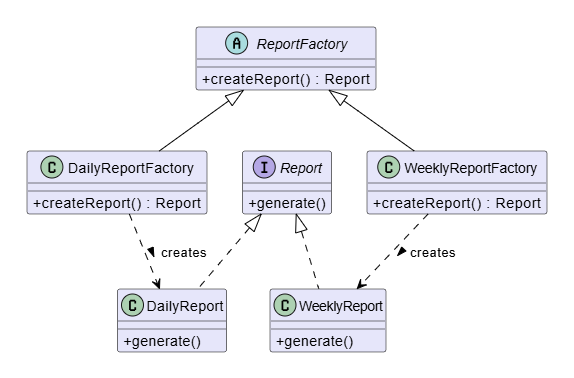 A ReportFactory
+createReport() : Report
C DailyReportFactory
+createReport() : Report
I Report
+generate()
C WeeklyReportFactory
+createReport() : Report
creates
creates
C DailyReport
+generate()
C WeeklyReport
+generate()